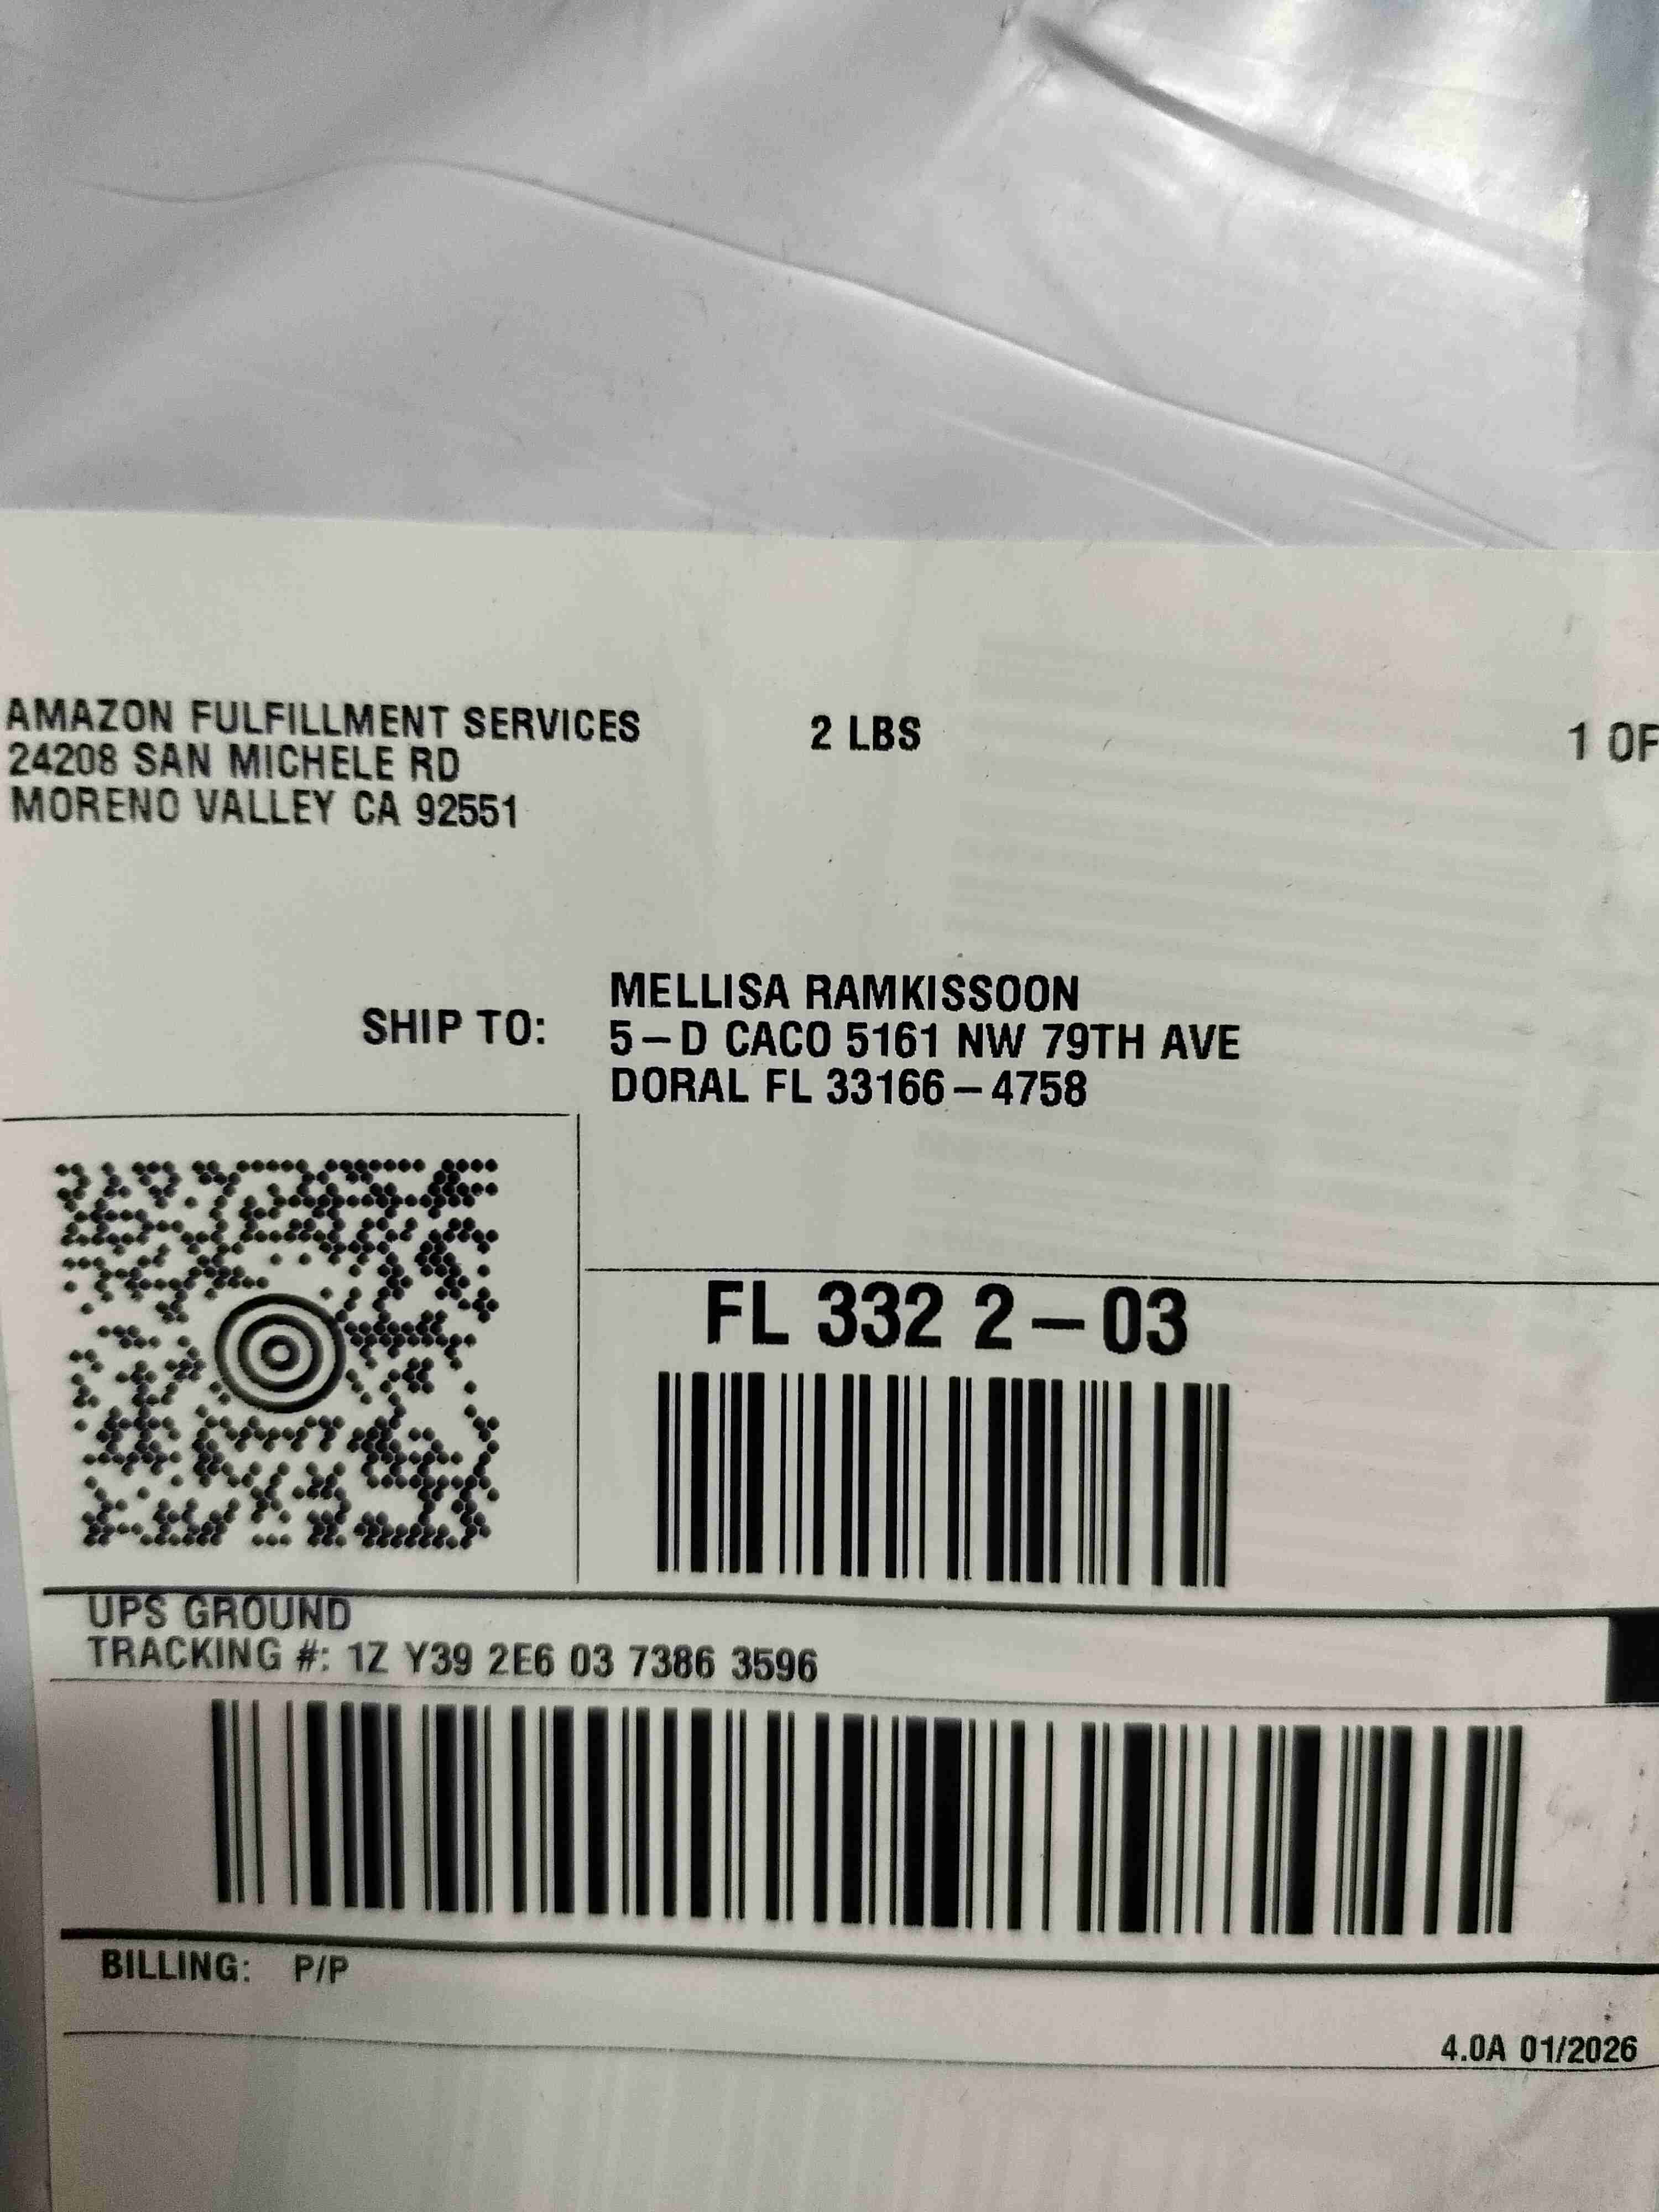 AMAZON FULFILLMENT SERVICES
24208 SAN MICHELE RD
MORENO VALLEY CA 92551
2 LBS
1 OF
SHIP TO:
MELLISA RAMKISSOON
5-D CACO 5161 NW 79TH AVE
DORAL FL 33166-4758
FL 332 2-03
UPS GROUND
TRACKING #: 1Z Y39 2E6 03 7386 3596
BILLING: P/P
4.0A 01/2026